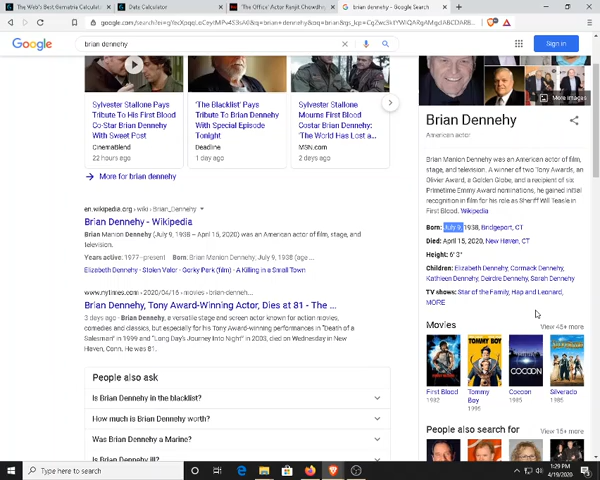 The Web's Best Gematria Calculator
Date Calculator
'The Office' Actor Ranjit Chowdhry
brian dennehy - Google Search
Google
brian dennehy
Sign in
Sylvester Stallone Pays Tribute To His First Blood Co-Star Brian Dennehy With Sweet Post
CinemaBlend
22 hours ago
'The Blacklist' Pays Tribute To Brian Dennehy With Special Episode Tonight
Deadline
1 day ago
Sylvester Stallone Mourns First Blood Costar Brian Dennehy: 'The World Has Lost a...
MSN.com
2 days ago
More for brian dennehy
en.wikipedia.org › wiki › Brian_Dennehy
Brian Dennehy - Wikipedia
Brian Manion Dennehy (July 9, 1938 – April 15, 2020) was an American actor of film, stage, and
television.
Years active: 1977–present Born: Brian Manion Dennehy; July 9, 1938 (age ...
Elizabeth Dennehy · Stolen Valor · Gorky Park (film) · A Killing in a Small Town
www.nytimes.com › 2020/04/16 › movies › brian-denneh...
Brian Dennehy, Tony Award-Winning Actor, Dies at 81 - The ...
3 days ago - Brian Dennehy, a versatile stage and screen actor known for action movies,
comedies and classics, but especially for his Tony Award-winning performances in "Death of a
Salesman" in 1999 and "Long Day's Journey Into Night" in 2003, died on Wednesday in New
Haven, Conn. He was 81.
People also ask
Is Brian Dennehy in the blacklist?
How much is Brian Dennehy worth?
Was Brian Dennehy a Marine?
Is Brian Dennehy ill?
More images
Brian Dennehy
American actor
Brian Manion Dennehy was an American actor of film,
stage, and television. A winner of two Tony Awards, an
Olivier Award, a Golden Globe, and a recipient of six
Primetime Emmy Award nominations, he gained initial
recognition in film for his role as Sheriff Will Teasle in
First Blood. Wikipedia
Born: July 9, 1938, Bridgeport, CT
Died: April 15, 2020, New Haven, CT
Height: 6′ 3″
Children: Elizabeth Dennehy, Cormack Dennehy,
Kathleen Dennehy, Deirdre Dennehy, Sarah Dennehy
TV shows: Star of the Family, Hap and Leonard,
MORE
Movies
View 45+ more
First Blood
1982
Tommy Boy
1995
Cocoon
1985
Silverado
1985
People also search for
View 15+ more
Type here to search
1:29 PM
4/19/2020